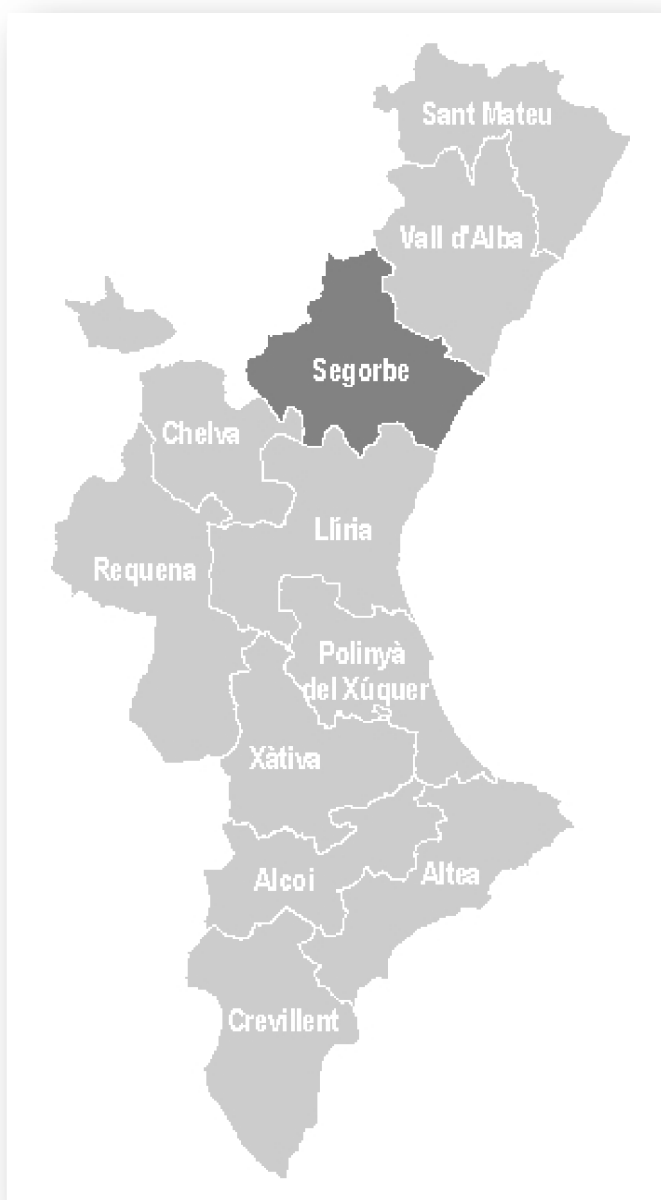 Sant Mateu
Vall d'Alba
Segorbe
Chelva
Llíria
Requena
Polinyà
del Xúquer
Xàtiva
Alcoi
Altea
Crevillent